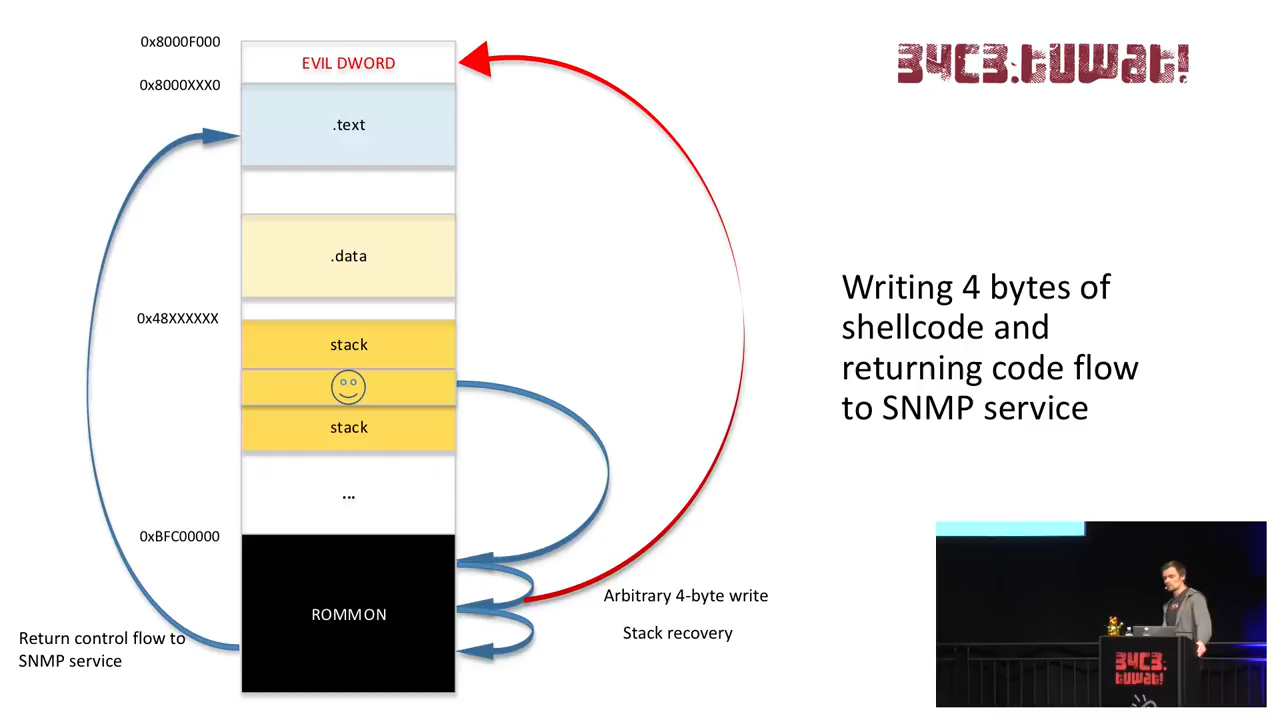 0x8000F000
EVIL DWORD
34C3.tuwat!
0x8000XXX0
.text
.data
0x48XXXXXX
stack
stack
...
0xBFC00000
ROMMON
Writing 4 bytes of
shellcode and
returning code flow
to SNMP service
Arbitrary 4-byte write
Stack recovery
Return control flow to
SNMP service
34C3.
tuwat!